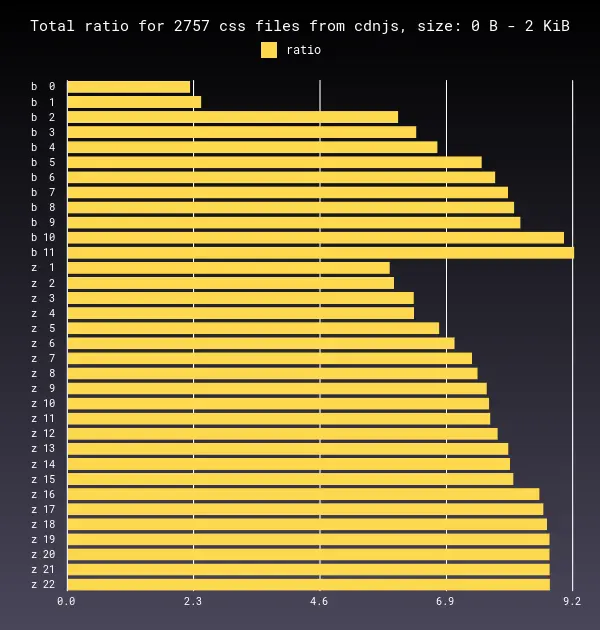 Total ratio for 2757 css files from cdnjs, size: 0 B - 2 KiB
ratio
b 0
b 1
b 2
b 3
b 4
b 5
b 6
b 7
b 8
b 9
b 10
b 11
z 1
z 2
z 3
z 4
z 5
z 6
z 7
z 8
z 9
z 10
z 11
z 12
z 13
z 14
z 15
z 16
z 17
z 18
z 19
z 20
z 21
z 22
0.0 2.3 4.6 6.9 9.2